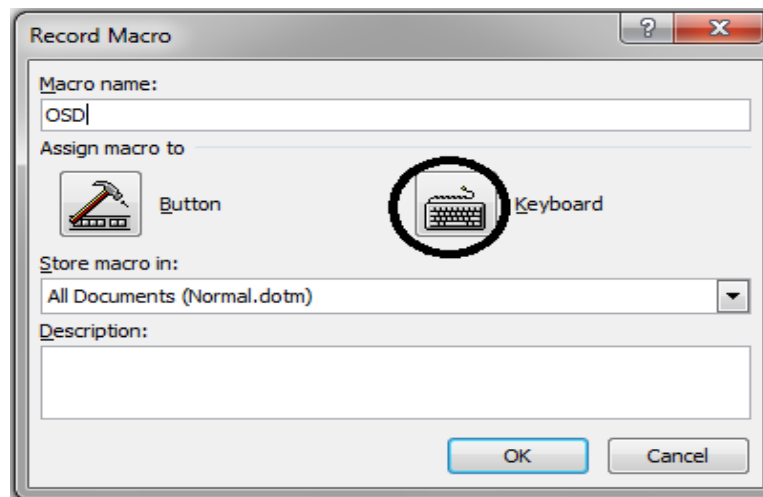 Record Macro
Macro name:
OSD
Assign macro to
Button
Keyboard
Store macro in:
All Documents (Normal.dotm)
Description:
OK
Cancel